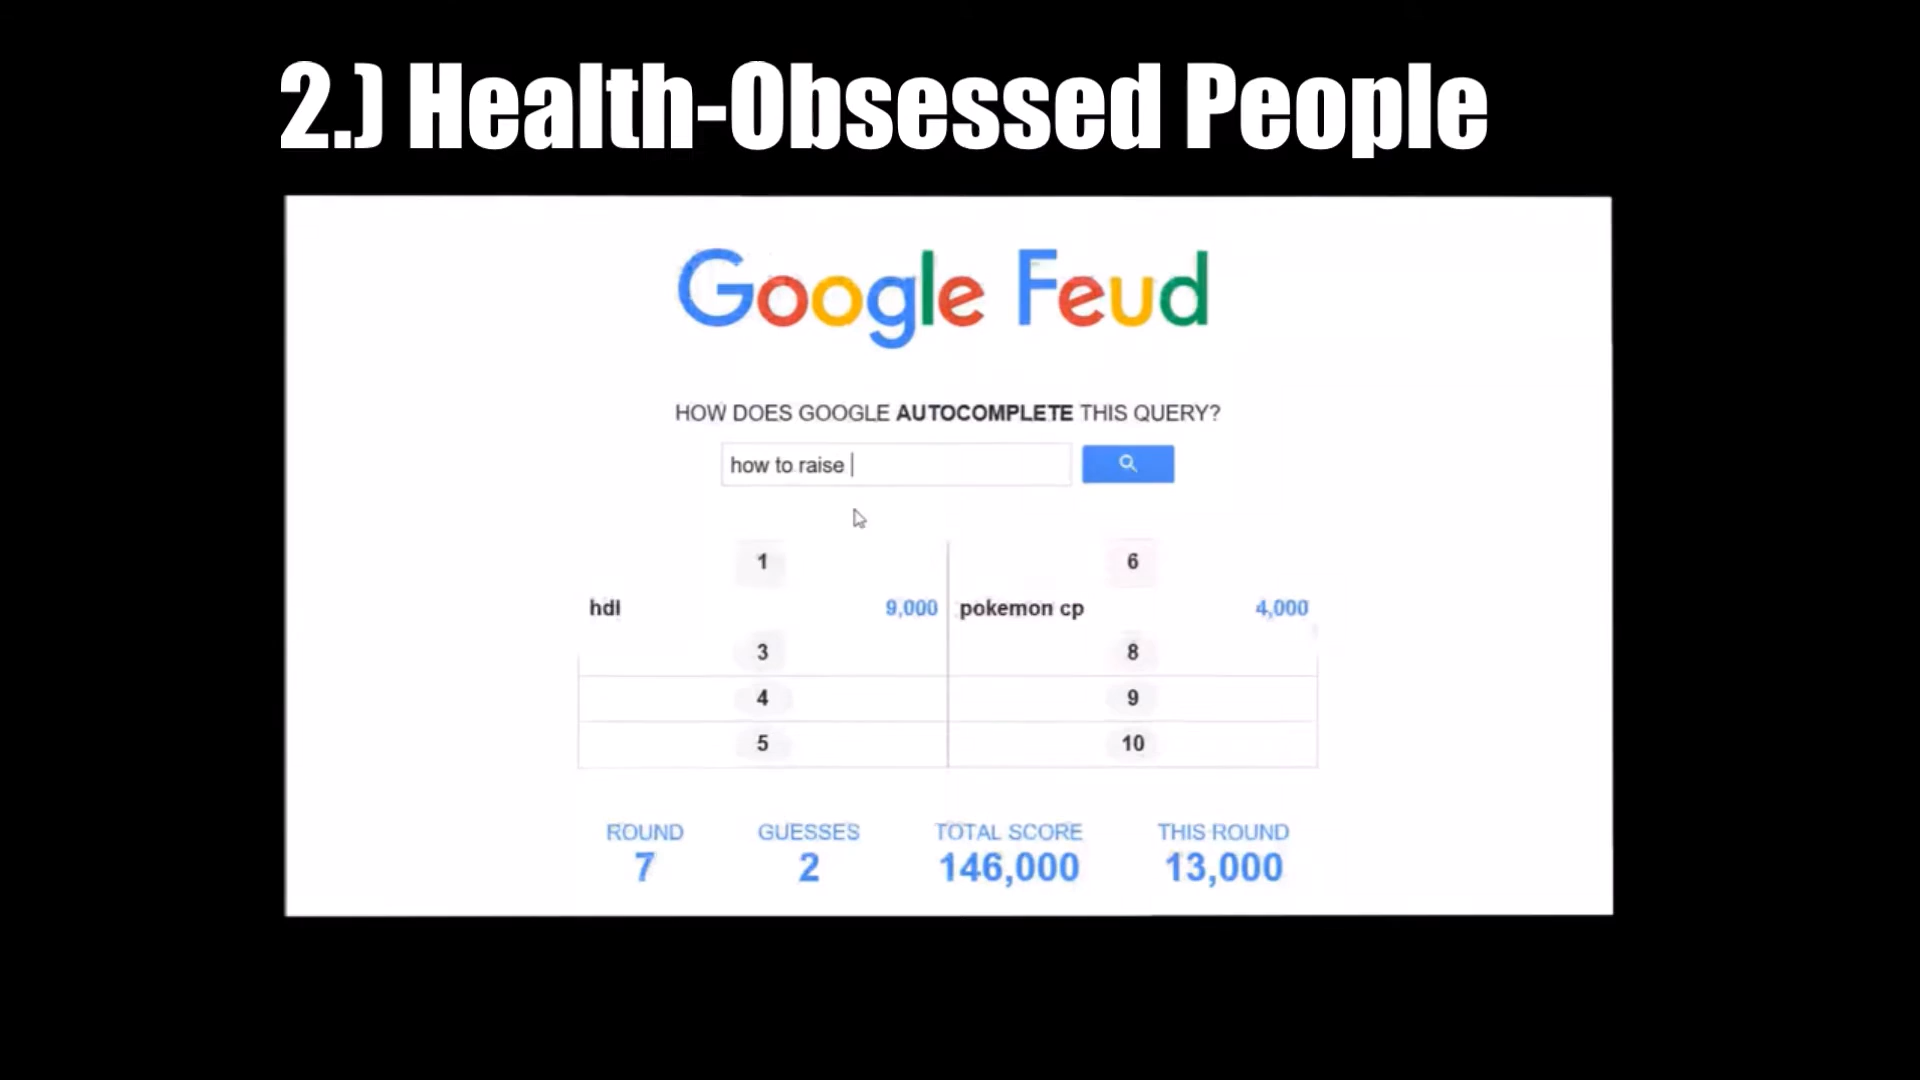 2.) Health-Obsessed People
Google Feud
HOW DOES GOOGLE AUTOCOMPLETE THIS QUERY?
how to raise
1 6
hdl 9,000 pokemon cp 4,000
3 8
4 9
5 10
ROUND GUESSES TOTAL SCORE THIS ROUND
7 2 146,000 13,000